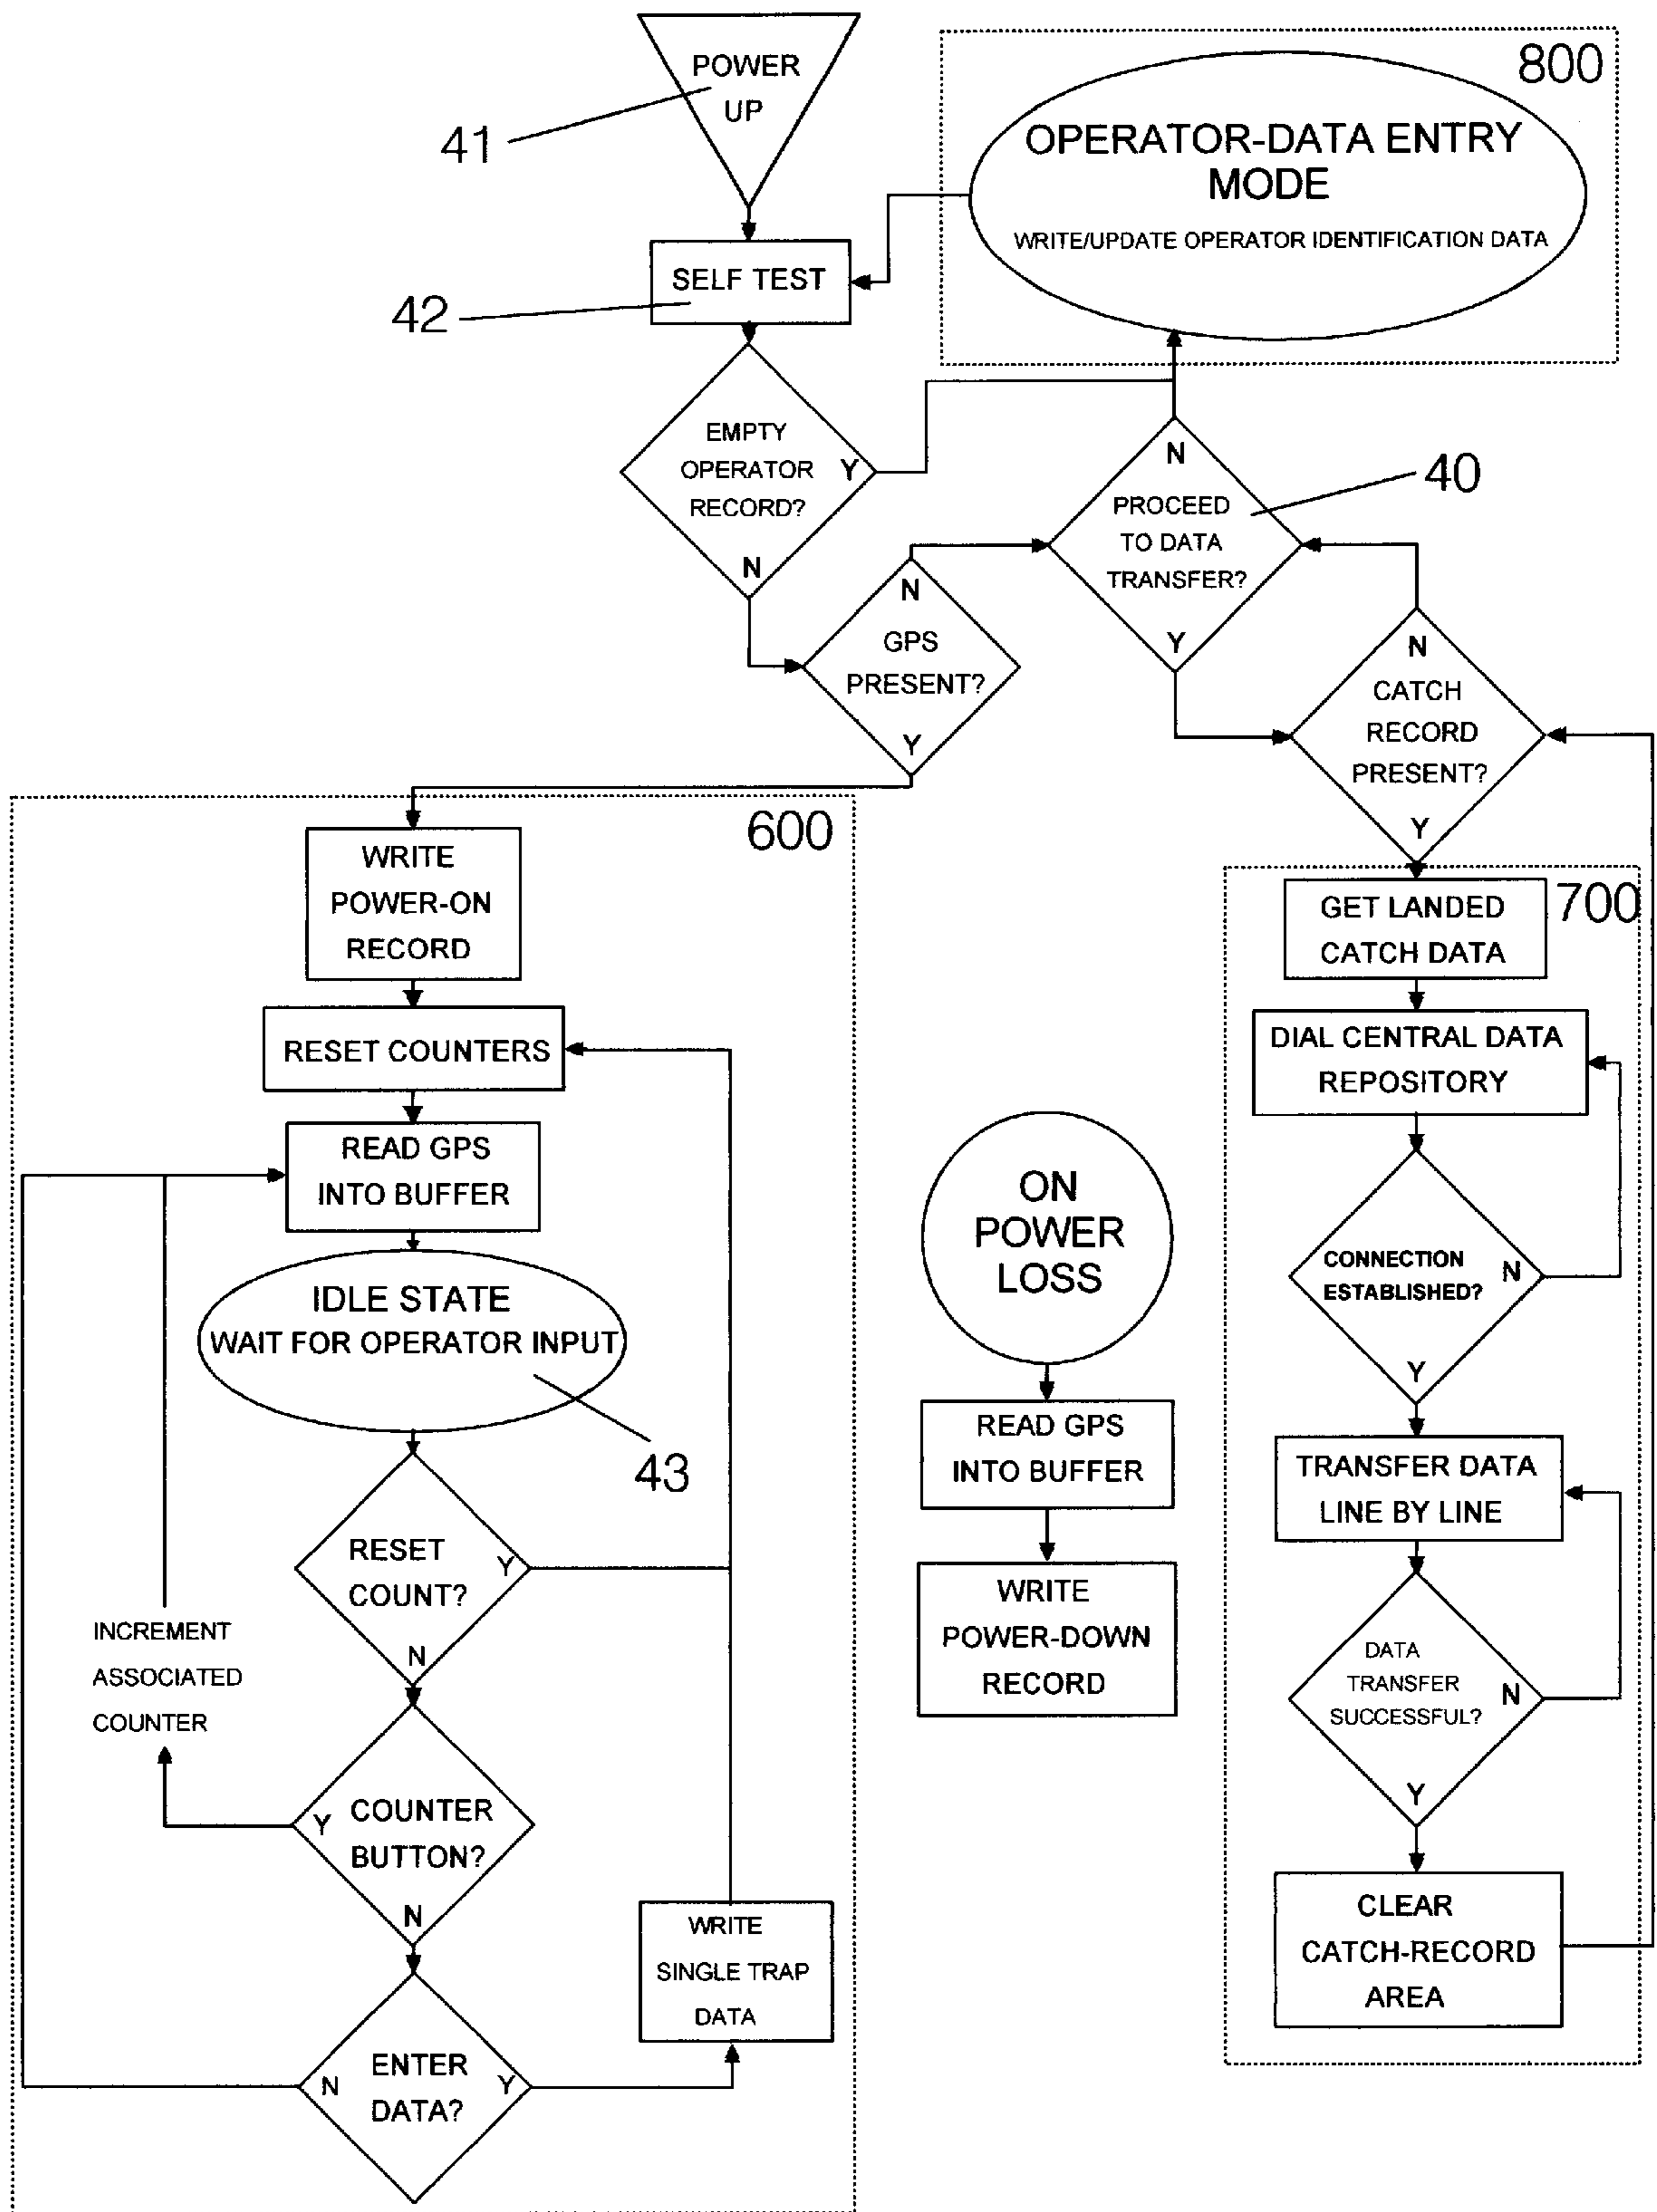 POWER
UP
41
800
OPERATOR-DATA ENTRY
MODE
WRITE/UPDATE OPERATOR IDENTIFICATION DATA
SELF TEST
42
EMPTY
OPERATOR
RECORD?
Y
N
N
PROCEED
TO DATA
TRANSFER?
Y
40
N
GPS
PRESENT?
Y
N
CATCH
RECORD
PRESENT?
Y
600
WRITE
POWER-ON
RECORD
RESET COUNTERS
READ GPS
INTO BUFFER
IDLE STATE
WAIT FOR OPERATOR INPUT
43
RESET
COUNT?
Y
N
INCREMENT
ASSOCIATED
COUNTER
Y
COUNTER
BUTTON?
N
WRITE
SINGLE TRAP
DATA
N
ENTER
DATA?
Y
ON
POWER
LOSS
READ GPS
INTO BUFFER
WRITE
POWER-DOWN
RECORD
700
GET LANDED
CATCH DATA
DIAL CENTRAL DATA
REPOSITORY
CONNECTION
ESTABLISHED?
N
Y
TRANSFER DATA
LINE BY LINE
DATA
TRANSFER
SUCCESSFUL?
N
Y
CLEAR
CATCH-RECORD
AREA